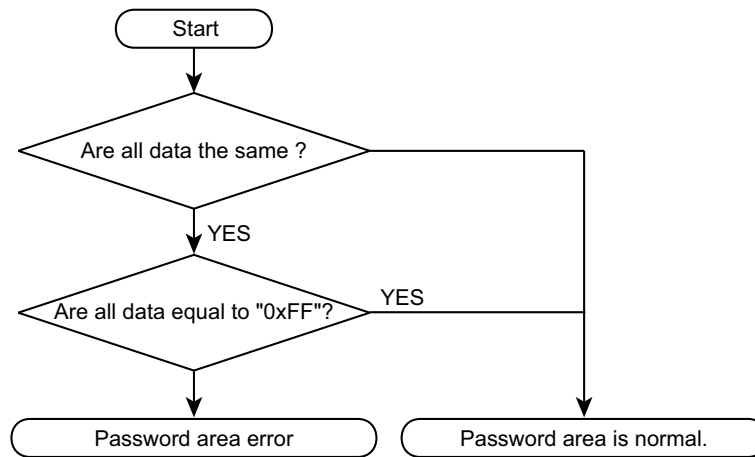 Start
Are all data the same ?
YES
Are all data equal to "0xFF"?
YES
Password area error
Password area is normal.